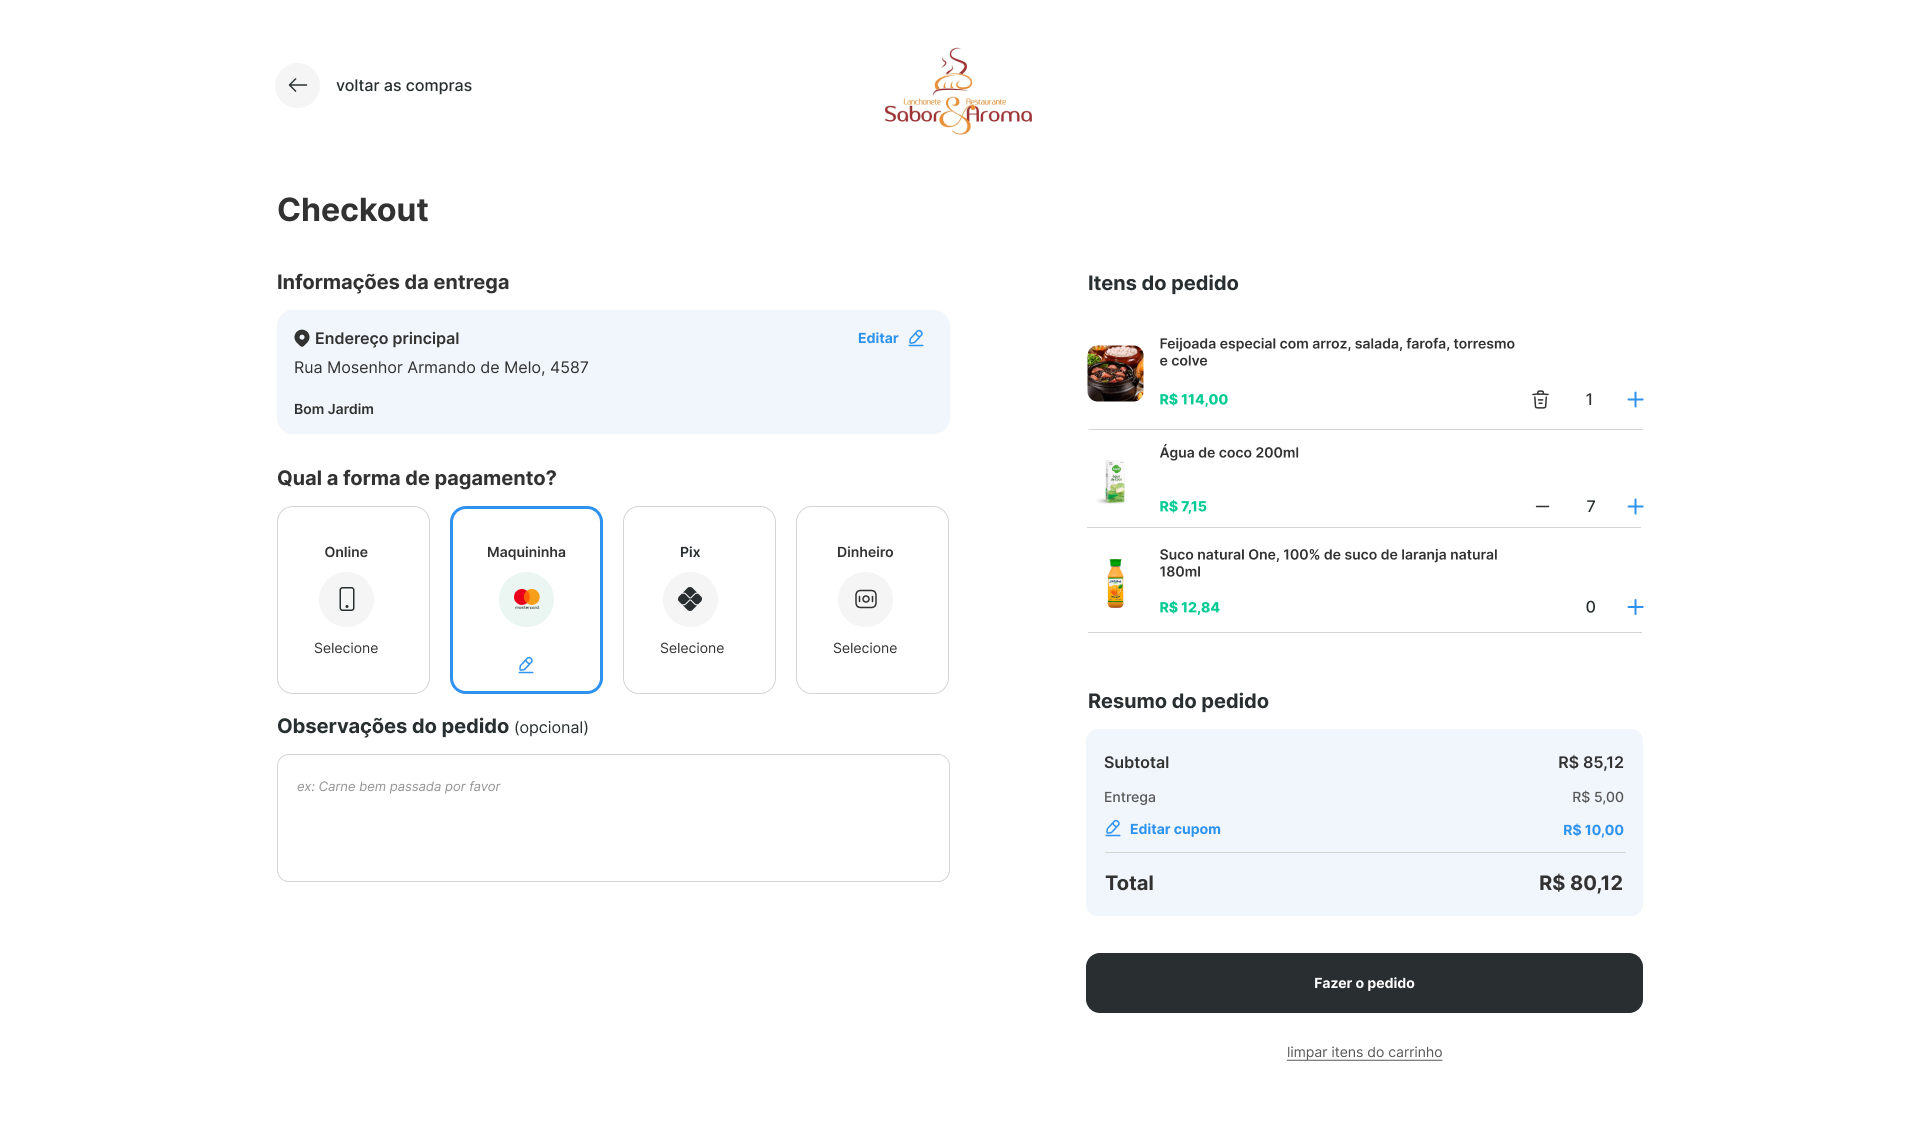 voltar as compras
Lanchonete Restaurante
Sabor & Aroma
Checkout
Informações da entrega
Endereço principal
Editar
Rua Mosenhor Armando de Melo, 4587
Bom Jardim
Qual a forma de pagamento?
Online
Selecione
Maquininha
mastercard
Pix
Selecione
Dinheiro
Selecione
Observações do pedido (opcional)
ex: Carne bem passada por favor
Itens do pedido
Feijoada especial com arroz, salada, farofa, torresmo
e colve
R$ 114,00
1
Água de coco 200ml
R$ 7,15
7
Suco natural One, 100% de suco de laranja natural
180ml
R$ 12,84
0
Resumo do pedido
Subtotal R$ 85,12
Entrega R$ 5,00
Editar cupom R$ 10,00
Total R$ 80,12
Fazer o pedido
limpar itens do carrinho